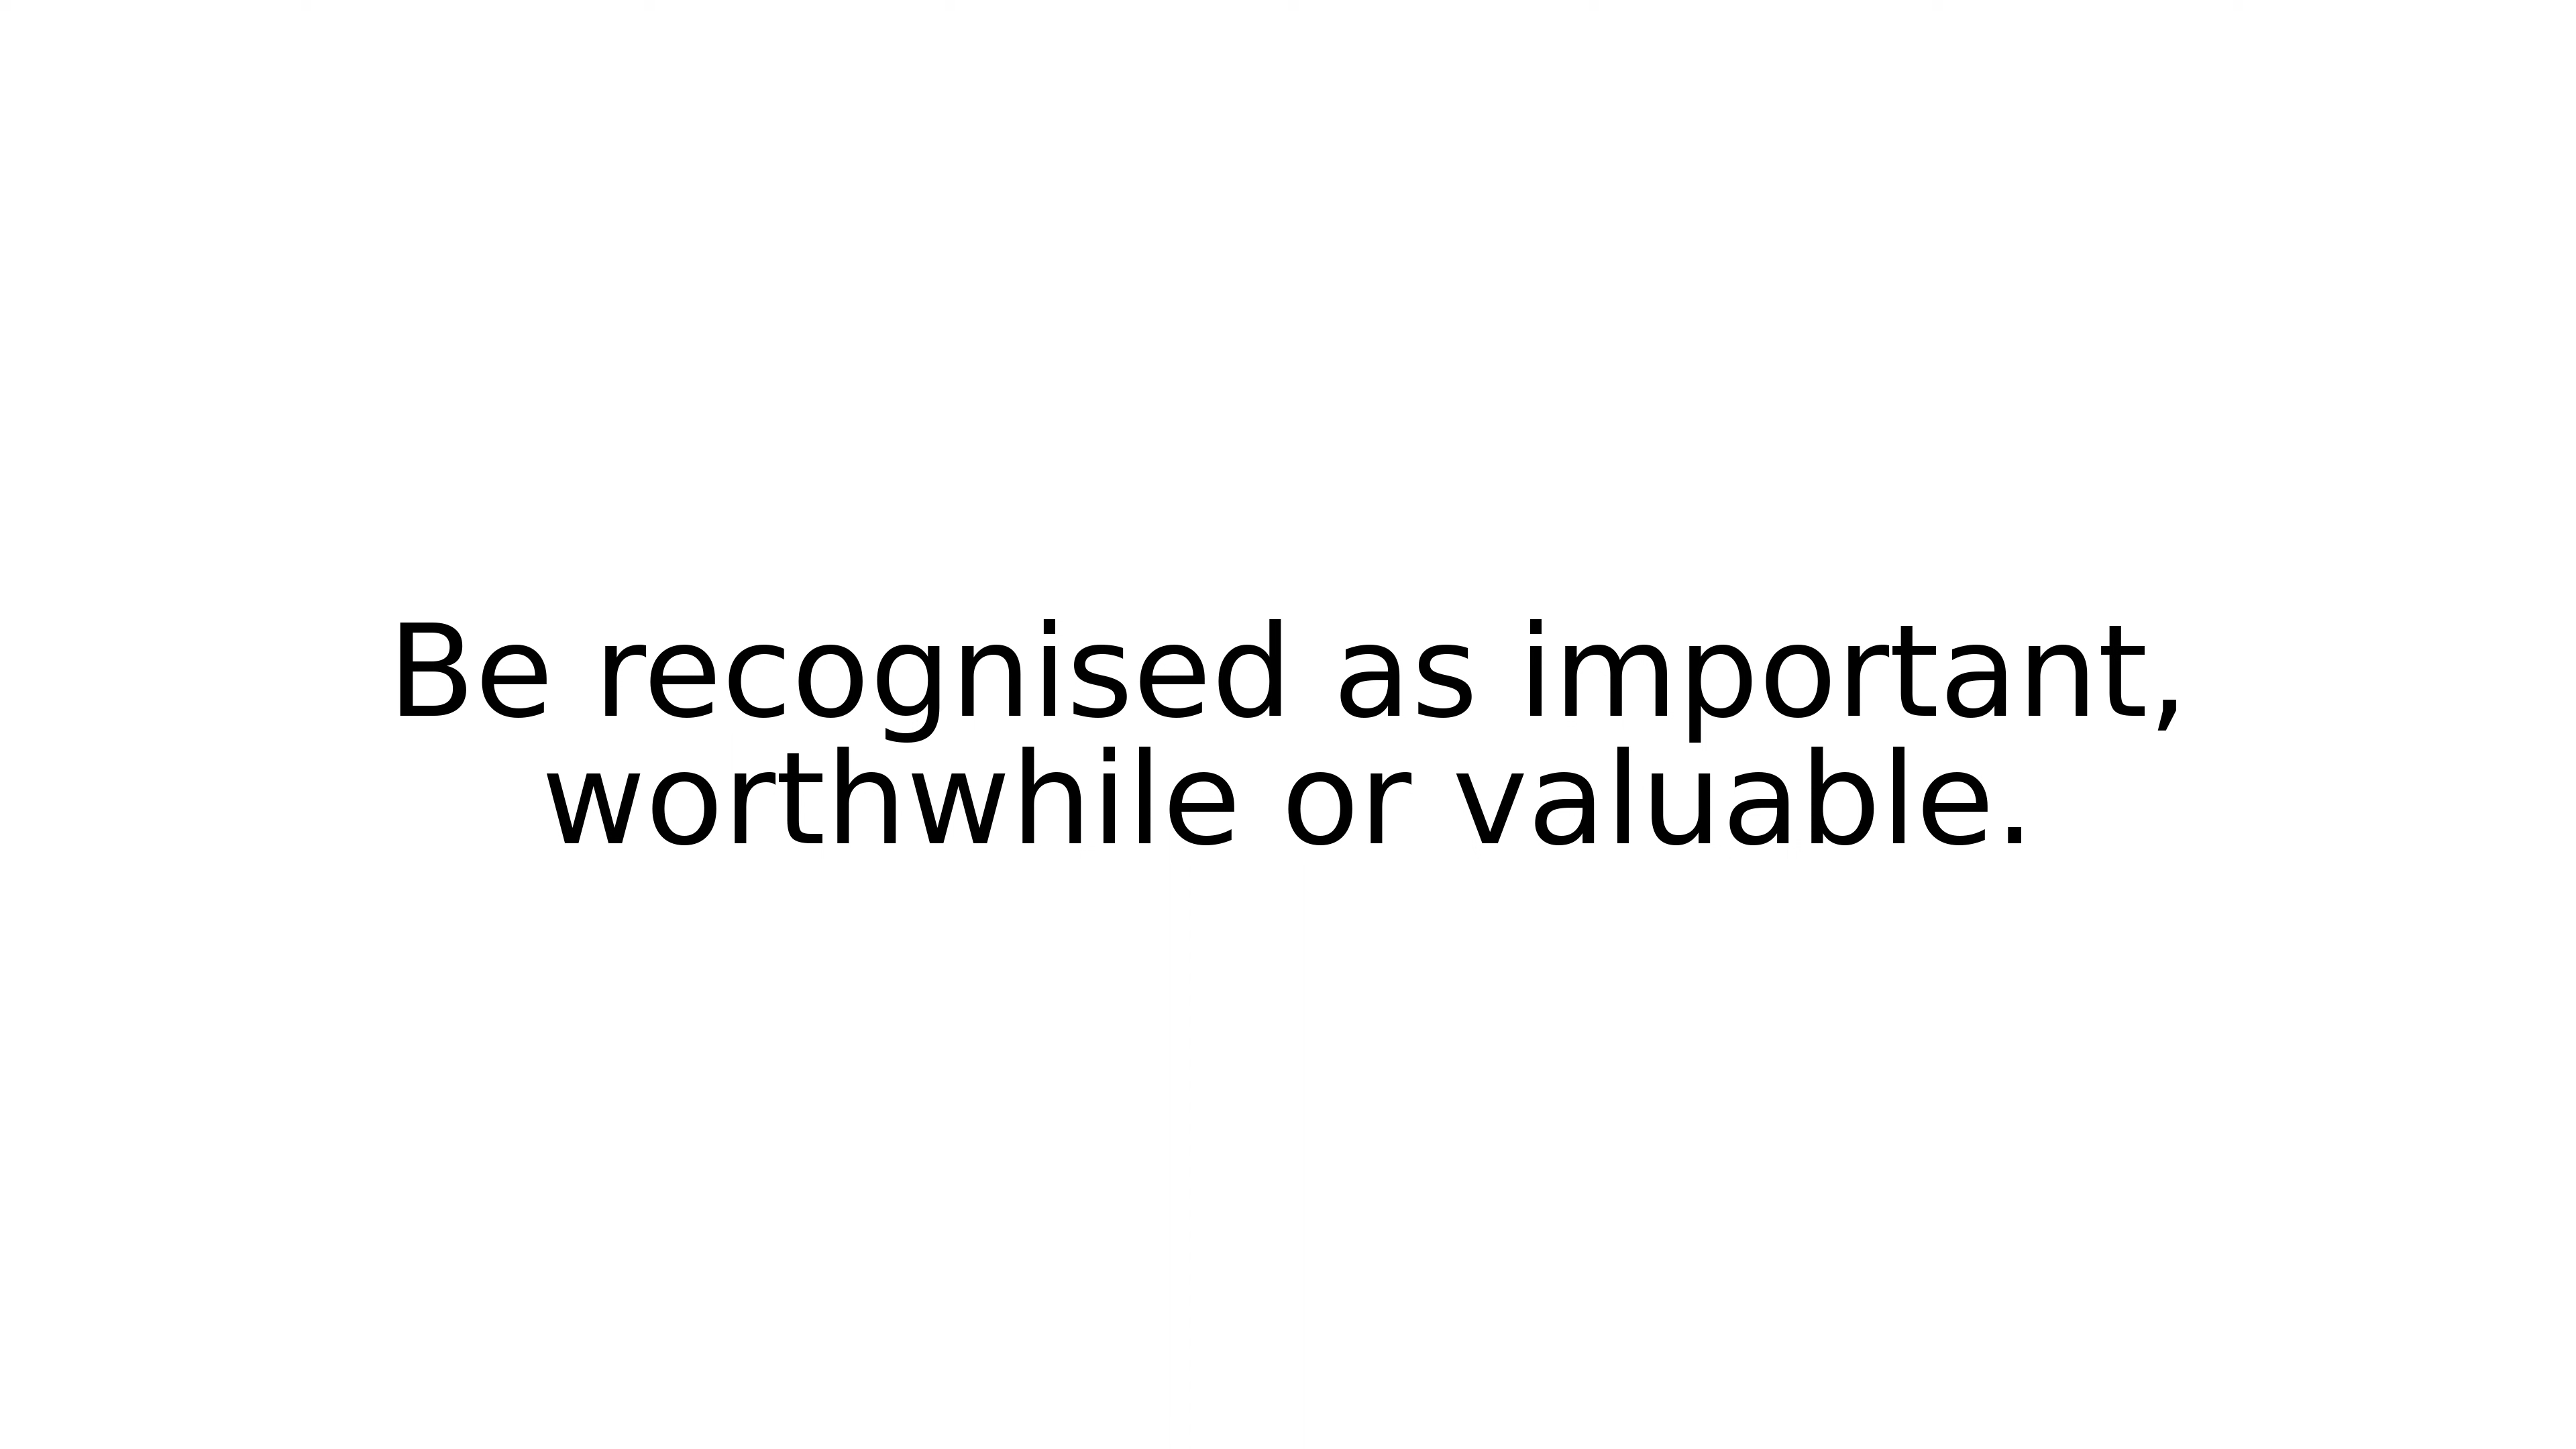 Be recognised as important,
worthwhile or valuable.